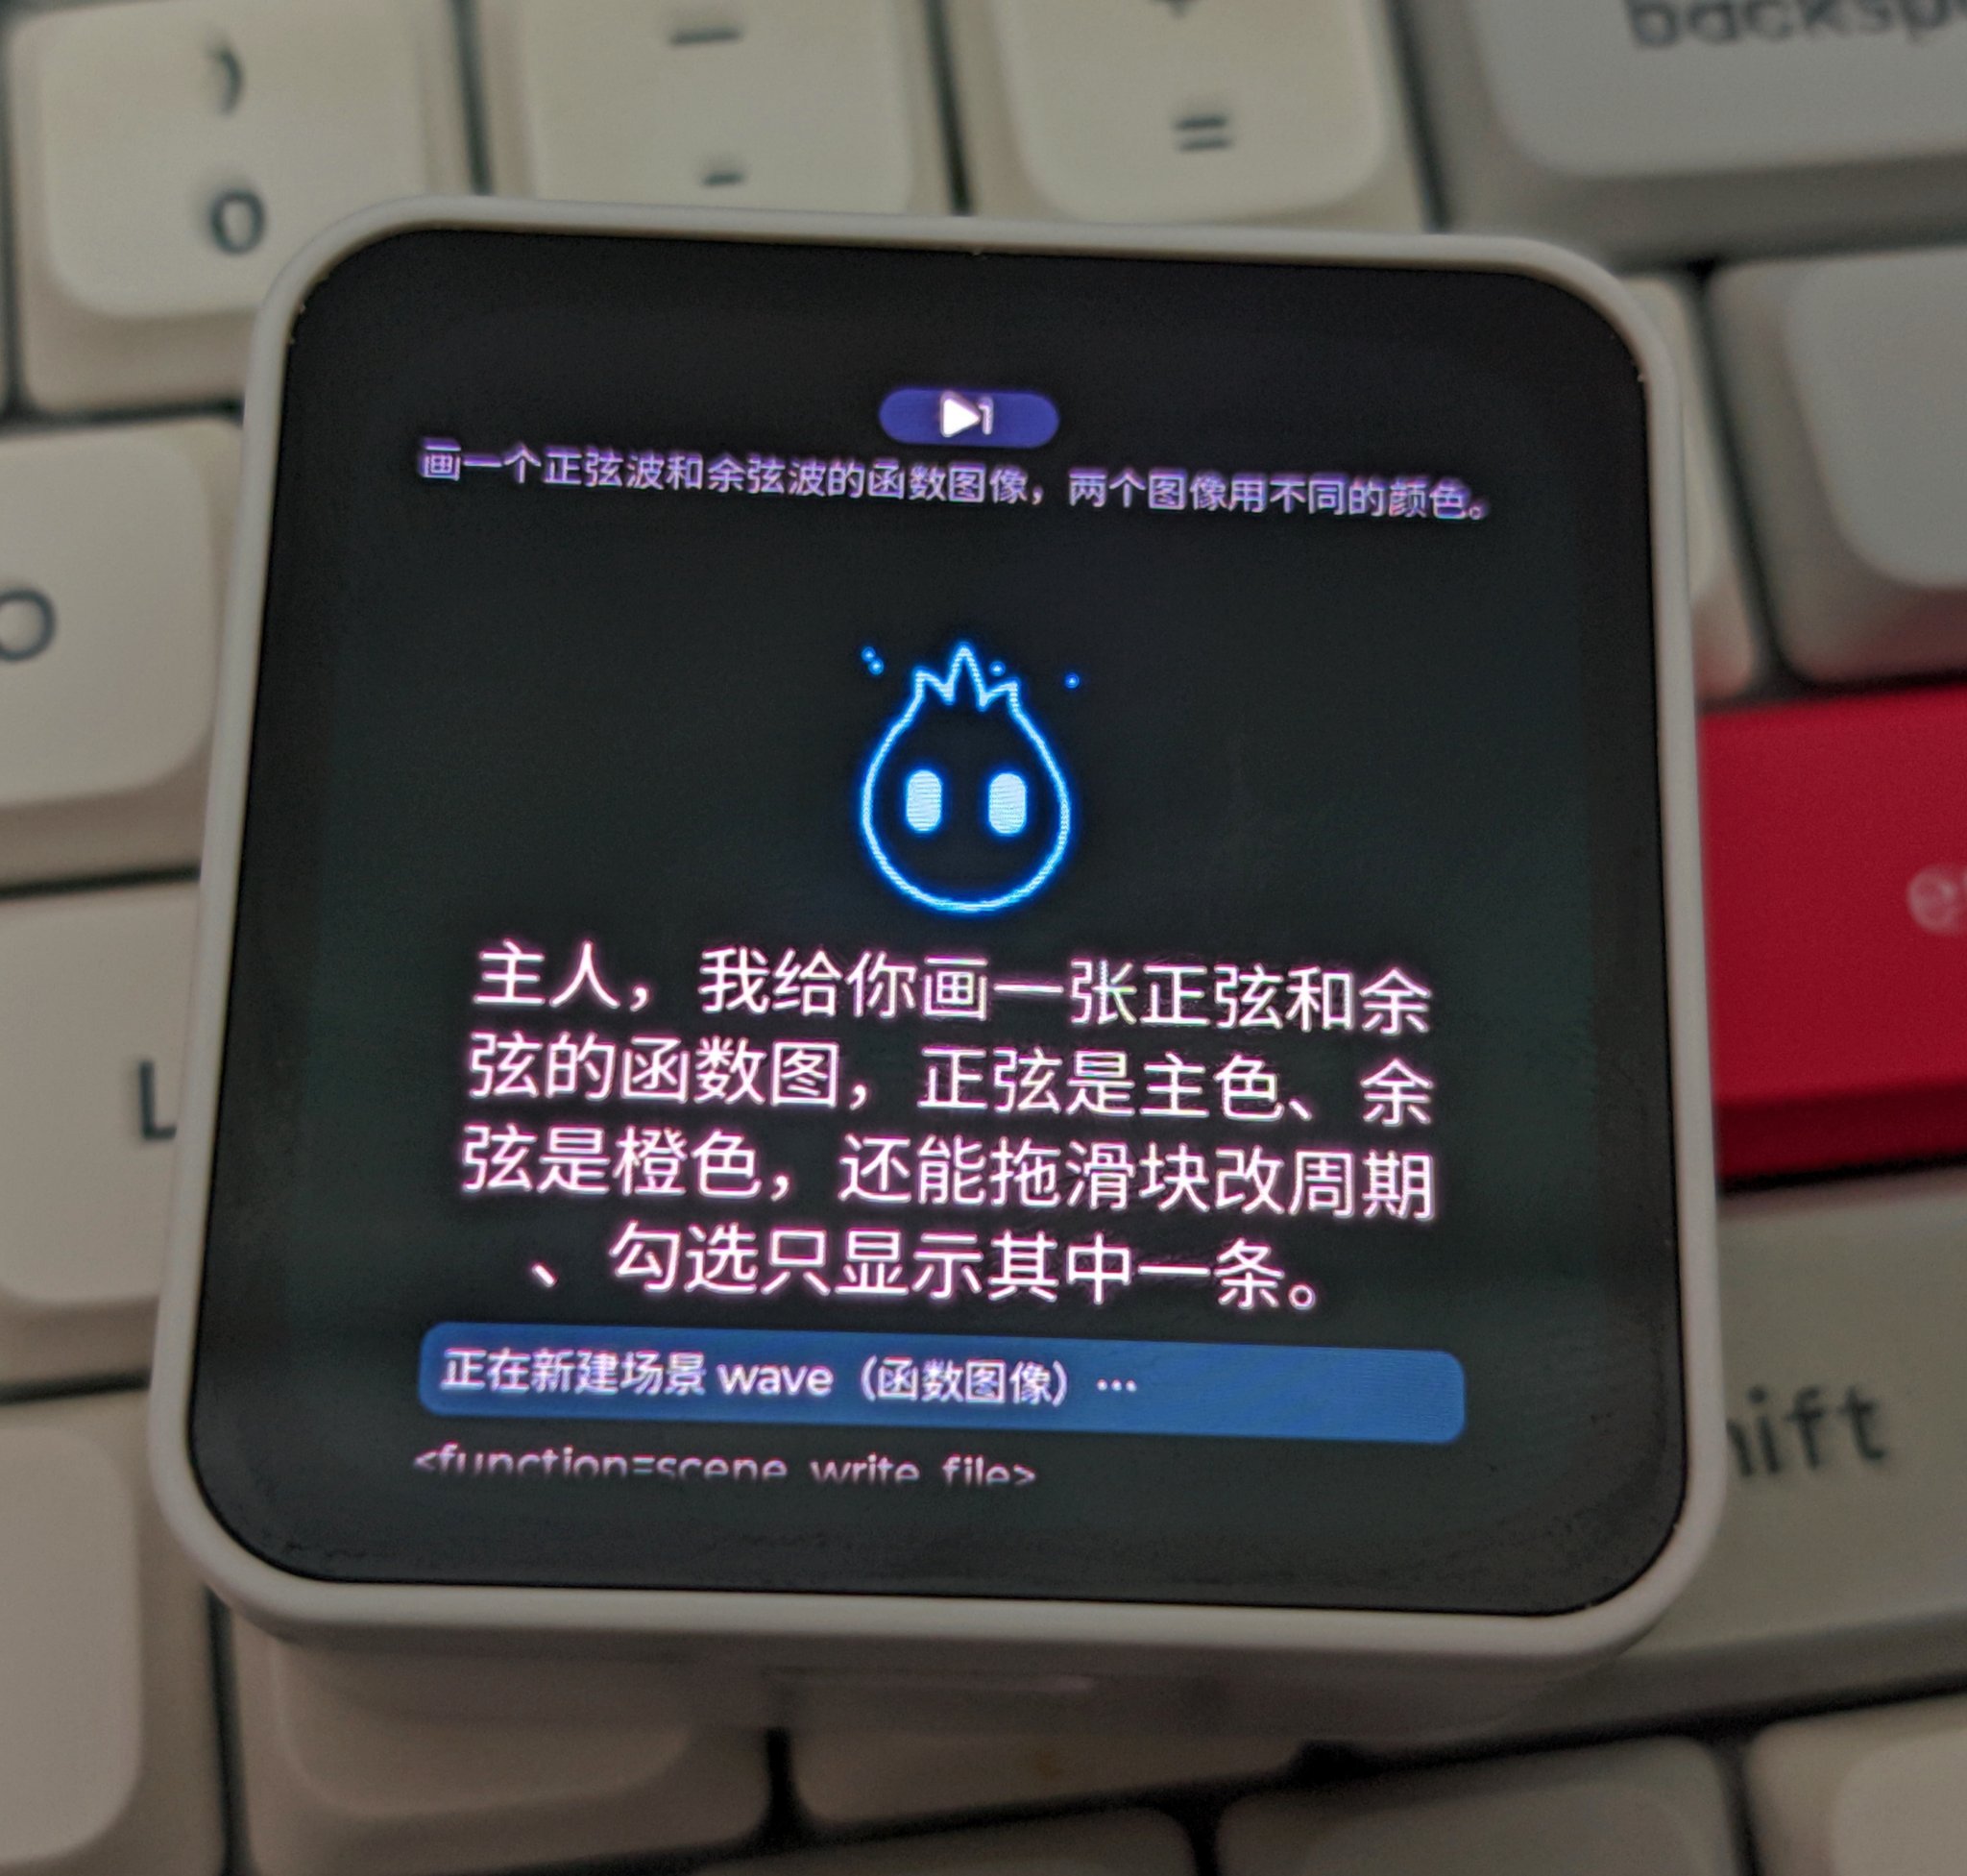 backsp
)
0
=
O
L
▶1
画一个正弦波和余弦波的函数图像，两个图像用不同的颜色。
主人，我给你画一张正弦和余
弦的函数图，正弦是主色、余
弦是橙色，还能拖滑块改周期
、勾选只显示其中一条。
正在新建场景 wave（函数图像）…
<function=scene_write_file>
hift